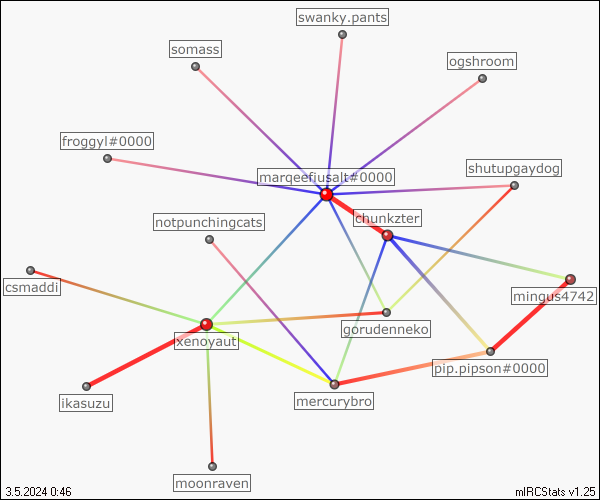 swanky.pants
somass
ogshroom
froggyl#0000
marqeefiusalt#0000
shutupgaydog
chunkzter
notpunchingcats
csmaddi
mingus4742
gorudenneko
xenoyaut
pip.pipson#0000
ikasuzu
mercurybro
moonraven
3.5.2024 0:46
mIRCStats v1.25